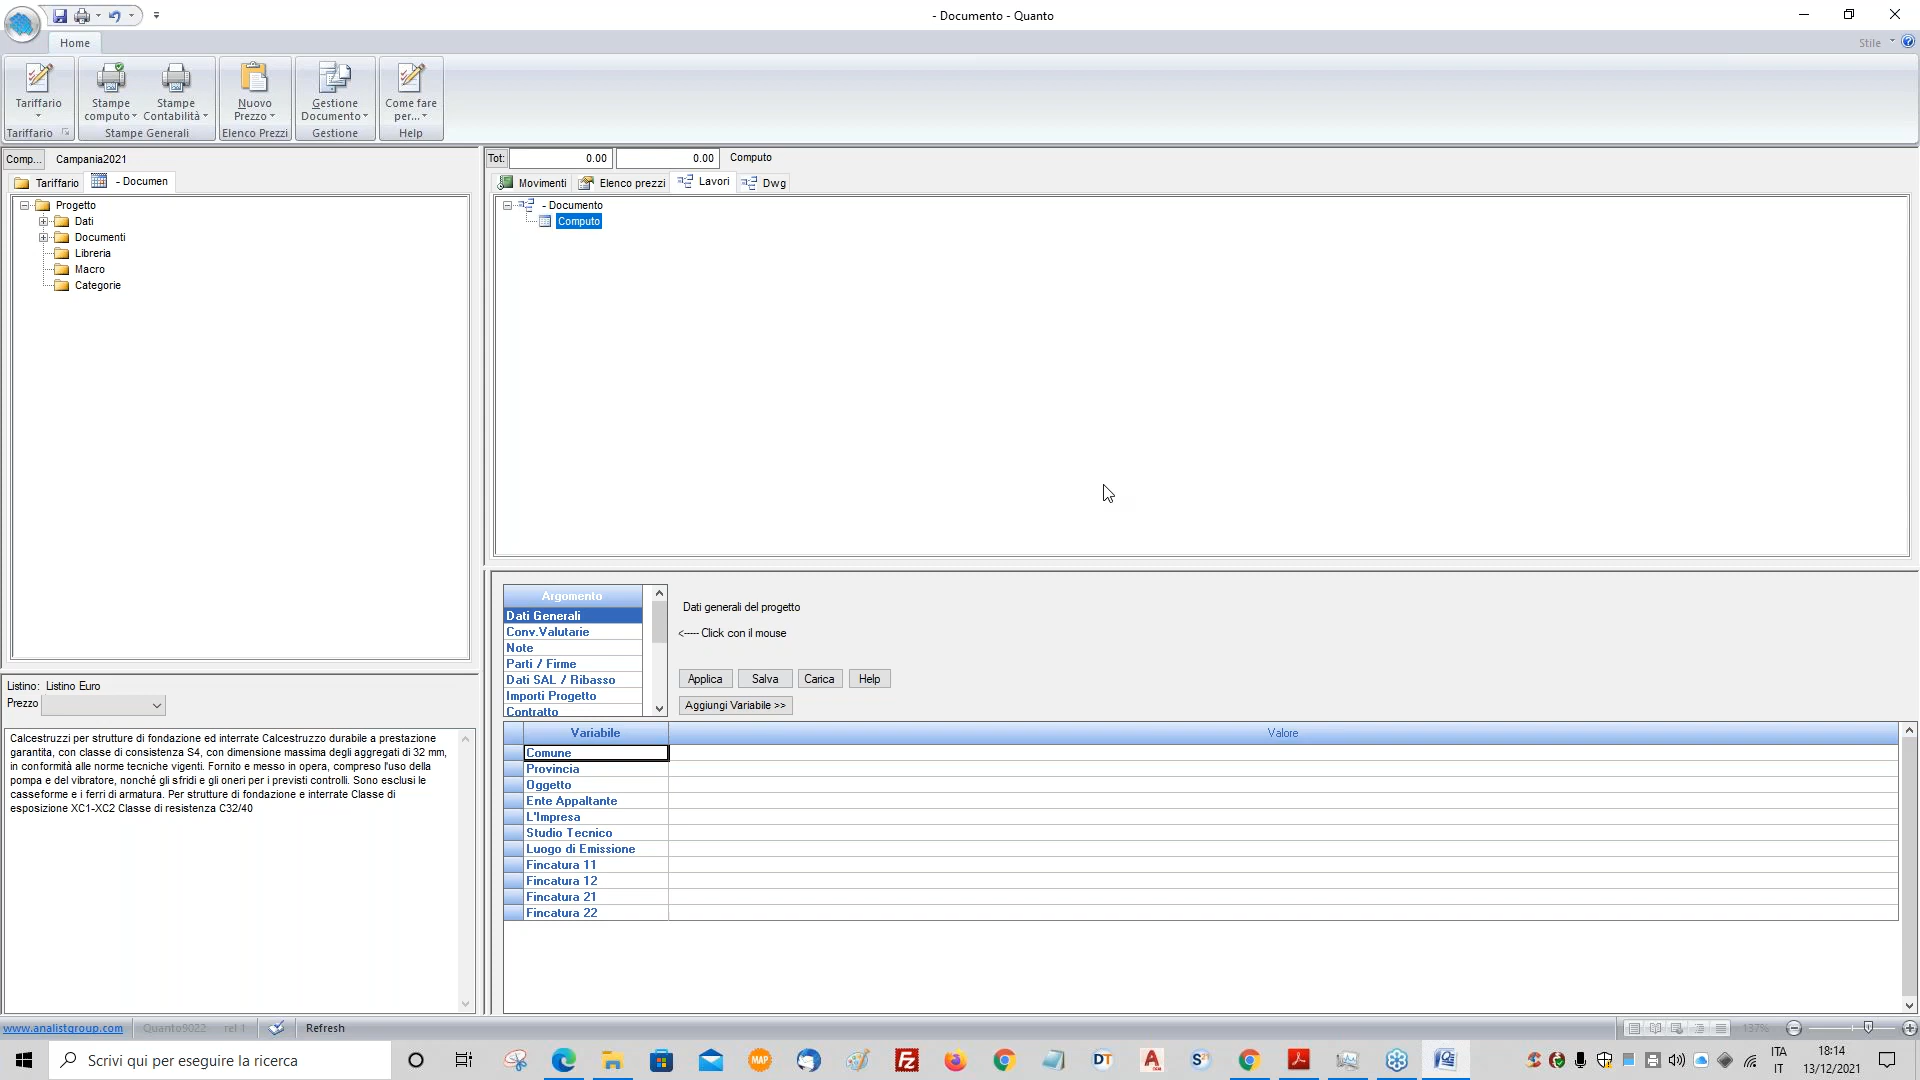 - Documento - Quanto
Home
Stile
Tariffario
Stampe computo
Stampe Contabilità
Nuovo Prezzo
Gestione Documento
Come fare per...
Tariffario
Stampe Generali
Elenco Prezzi
Gestione
Help
Comp... Campania2021
Tariffario - Documen
Progetto
Dati
Documenti
Libreria
Macro
Categorie
Tot: 0.00 0.00 Computo
Movimenti Elenco prezzi Lavori Dwg
- Documento
Computo
Listino: Listino Euro
Prezzo
Calcestruzzi per strutture di fondazione ed interrate Calcestruzzo durabile a prestazione
garantita, con classe di consistenza S4, con dimensione massima degli aggregati di 32 mm,
in conformità alle norme tecniche vigenti. Fornito e messo in opera, compreso l'uso della
pompa e del vibratore, nonché gli sfridi e gli oneri per i previsti controlli. Sono esclusi le
casseforme e i ferri di armatura. Per strutture di fondazione e interrate Classe di
esposizione XC1-XC2 Classe di resistenza C32/40
Argomento
Dati Generali
Conv.Valutarie
Note
Parti / Firme
Dati SAL / Ribasso
Importi Progetto
Contratto
Dati generali del progetto
<----- Click con il mouse
Applica Salva Carica Help
Aggiungi Variabile >>
Variabile Valore
Comune
Provincia
Oggetto
Ente Appaltante
L'Impresa
Studio Tecnico
Luogo di Emissione
Fincatura 11
Fincatura 12
Fincatura 21
Fincatura 22
www.analistgroup.com Quanto9022 rel 1 Refresh
137%
Scrivi qui per eseguire la ricerca
MAP
FZ
DT
A
ITA
IT
18:14
13/12/2021